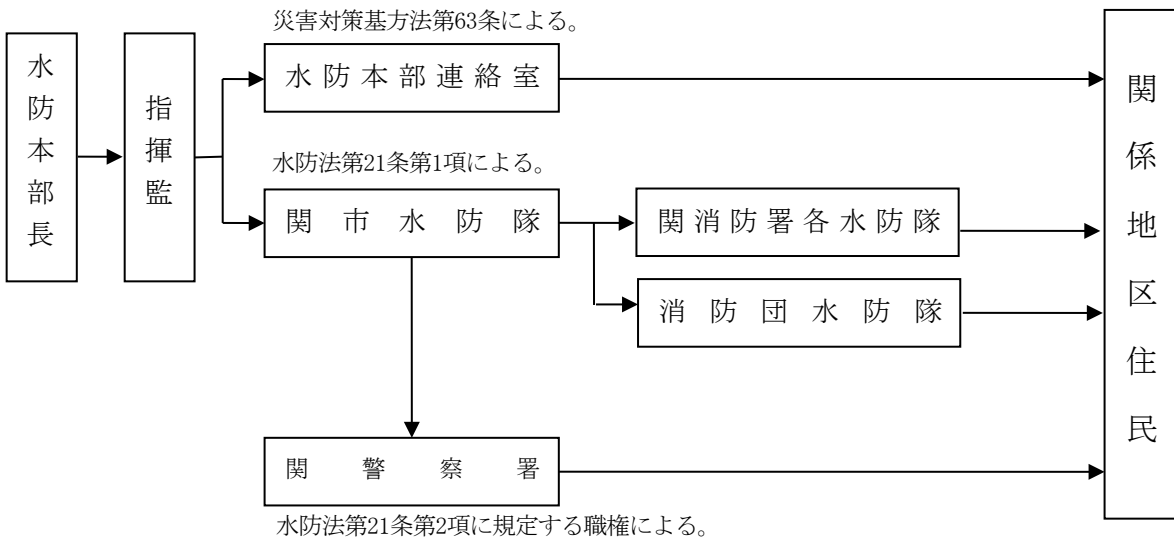 災害対策基方法第63条による。
水防本部長
指揮監
水防本部連絡室
水防法第21条第1項による。
関市水防隊
関消防署各水防隊
消防団水防隊
関警察署
水防法第21条第2項に規定する職権による。
関係地区住民